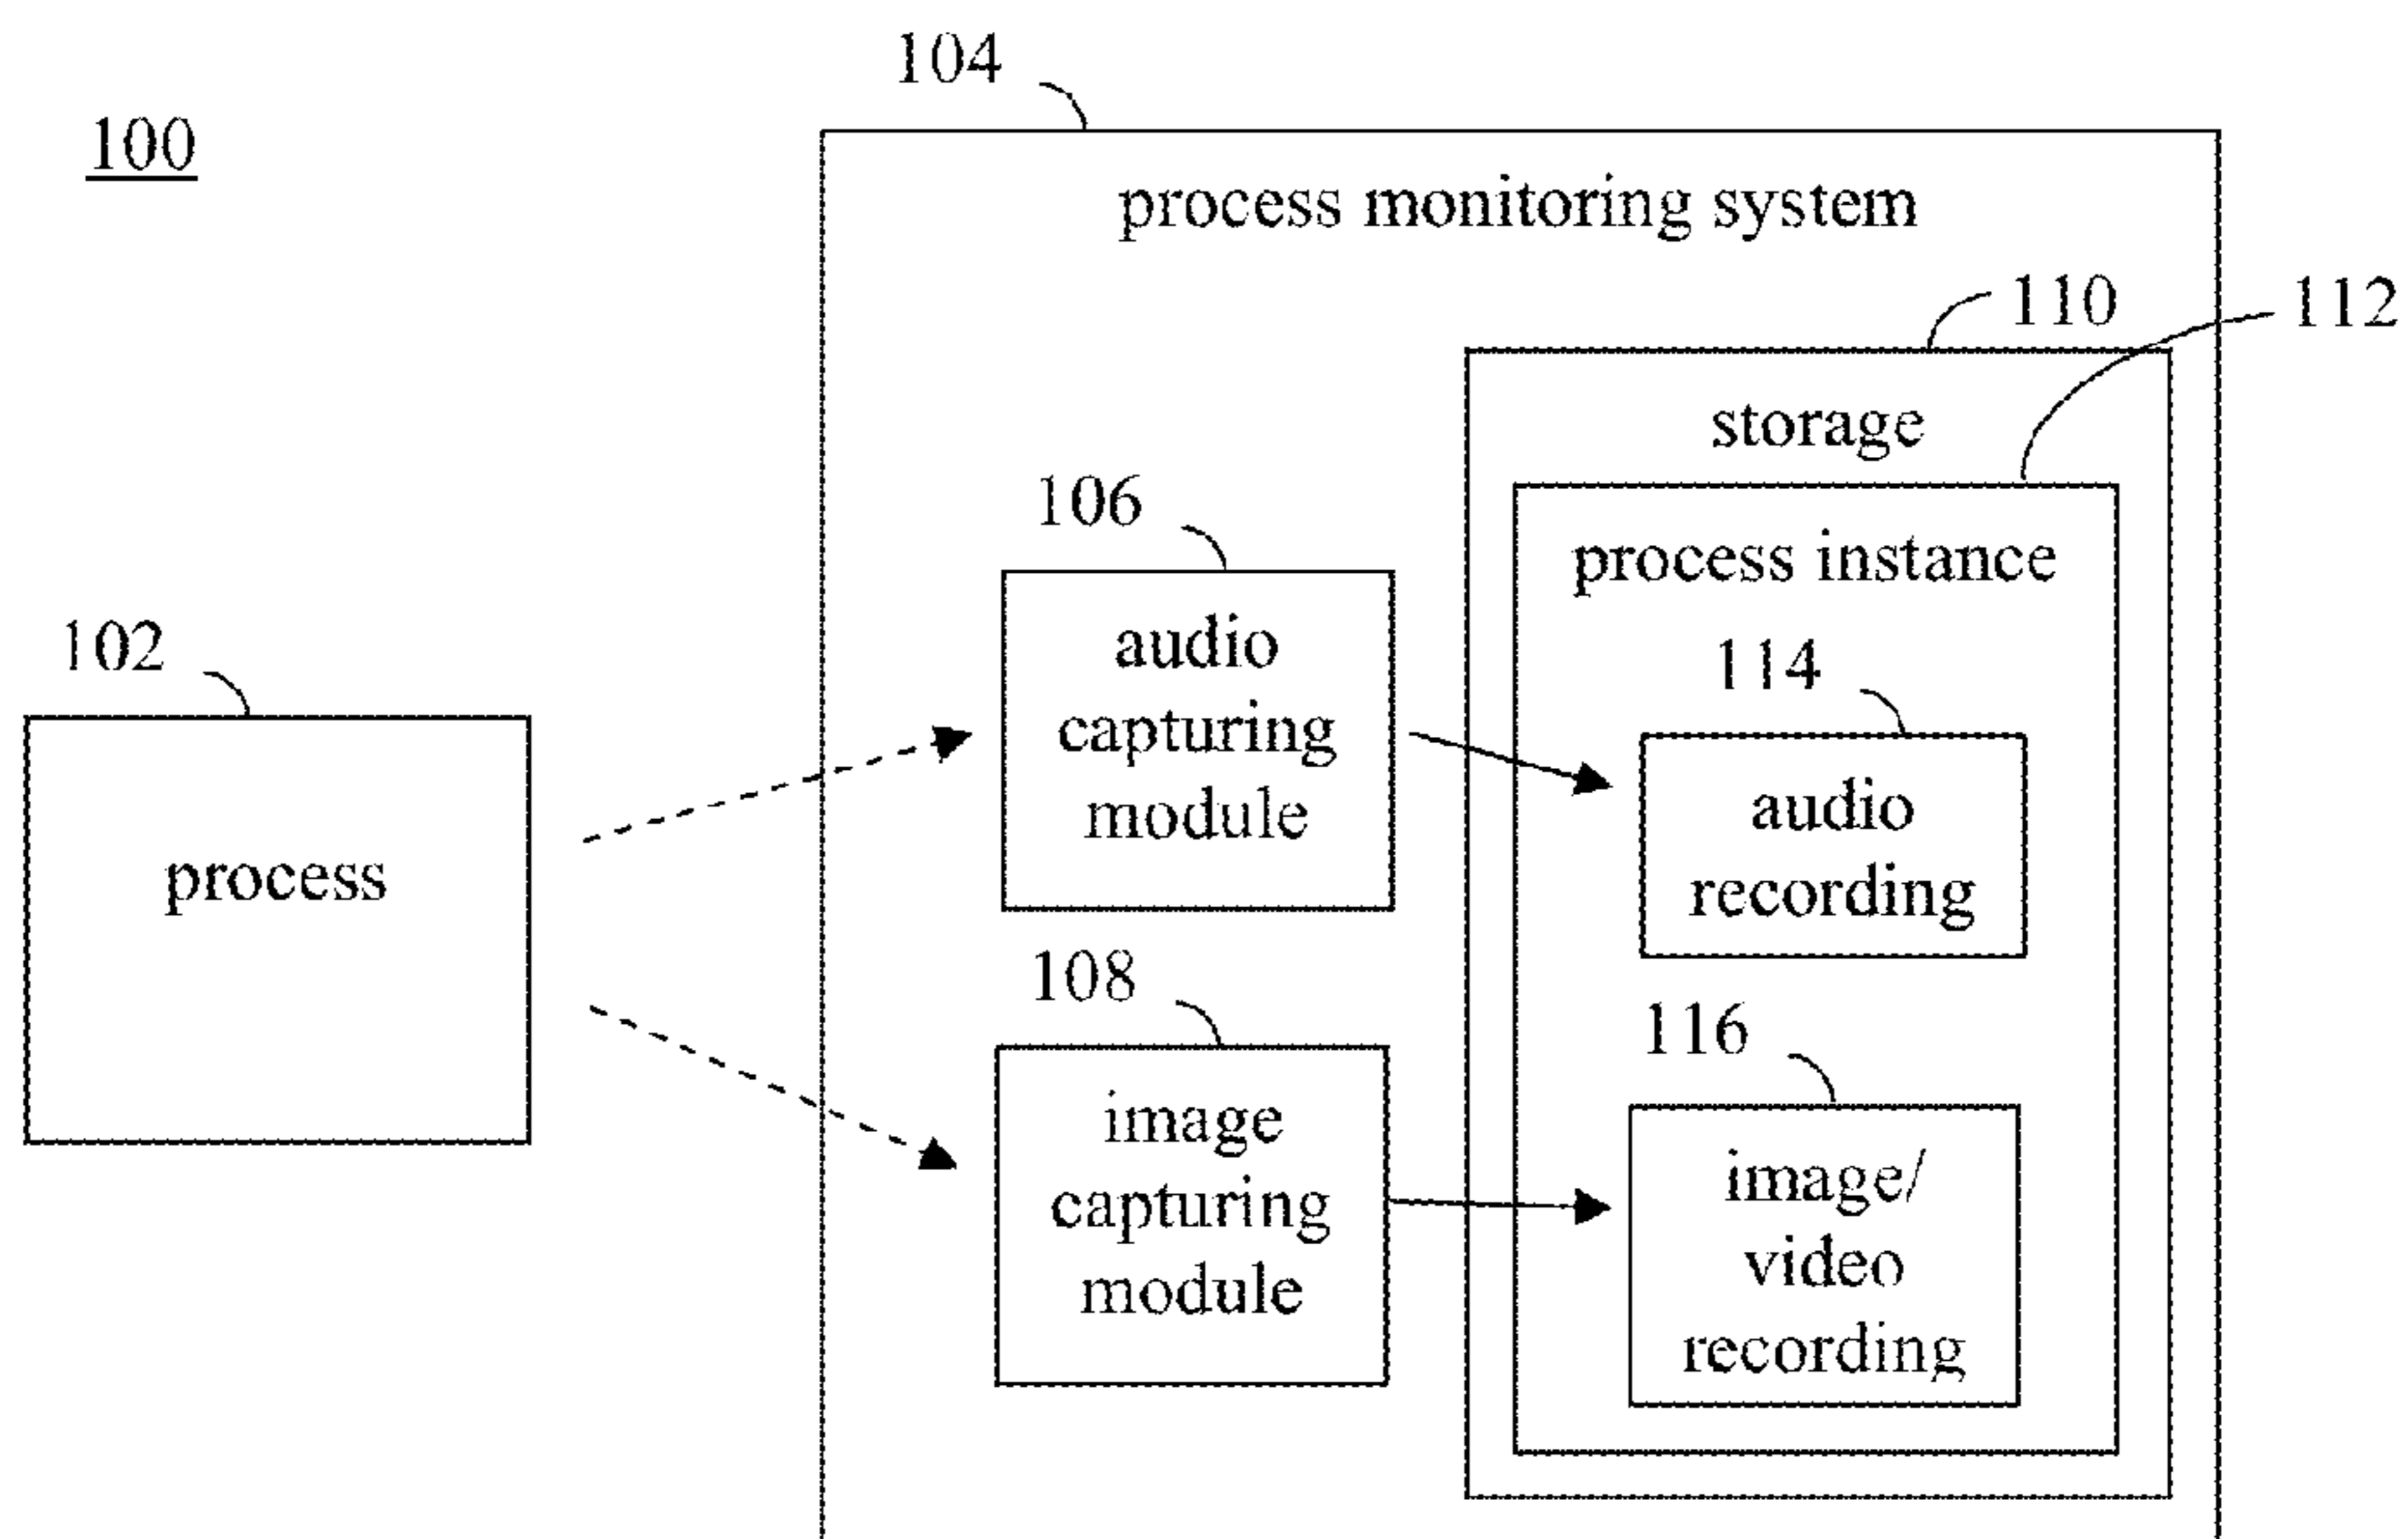 104
100
process monitoring system
110
112
storage
106
process instance
102
audio
capturing
module
114
audio
recording
process
108
116
image
capturing
module
image/
video
recording